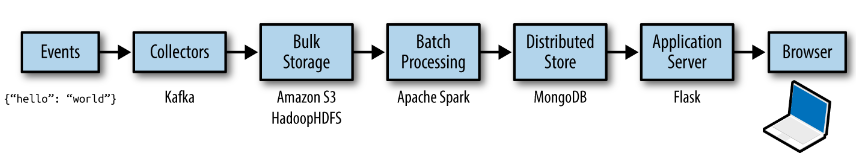 Events
Collectors
Bulk
Storage
Batch
Processing
Distributed
Store
Application
Server
Browser
{“hello”: “world”}
Kafka
Amazon S3
HadoopHDFS
Apache Spark
MongoDB
Flask